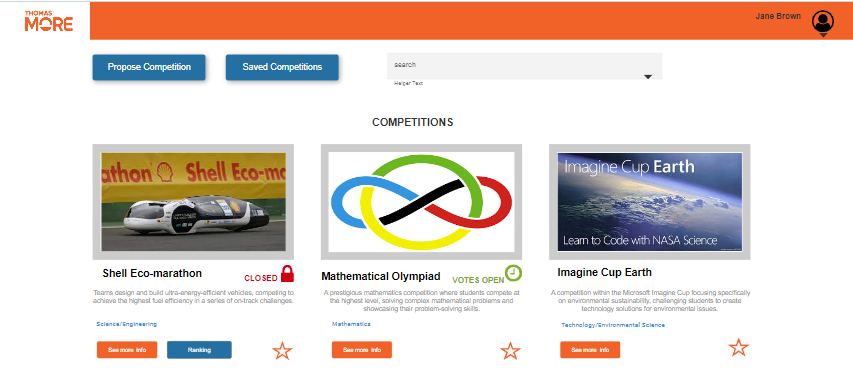 THOMAS
MORE
Jane Brown
Propose Competition
Saved Competitions
search
Helger Text
COMPETITIONS
athon Shell Eco-ma
Imagine Cup Earth
Learn to Code with NASA Science
Shell Eco-marathon
CLOSED
Teams design and build ultra-energy-efficient vehicles, competing to
achieve the highest fuel efficiency in a series of on-track challenges.
Science/Engineering
See more info
Ranking
Mathematical Olympiad
VOTES OPEN
A prestigious mathematics competition where students compete at
the highest level, solving complex mathematical problems and
showcasing their problem-solving skills.
Mathematics
See more info
Imagine Cup Earth
A competition within the Microsoft Imagine Cup focusing specifically
on environmental sustainability, challenging students to create
technology solutions for environmental issues.
Technology/Environmental Science
See more info